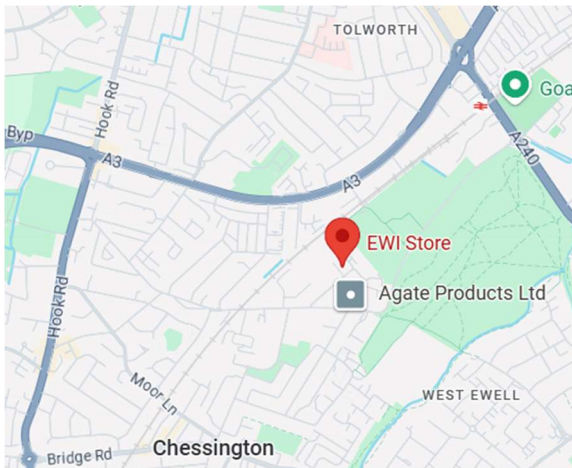 TOLWORTH
Hook Rd
Goa
Byp
A3
A240
A3
EWI Store
Agate Products Ltd
Hook Rd
Moor Ln
WEST EWELL
Chessington
Bridge Rd